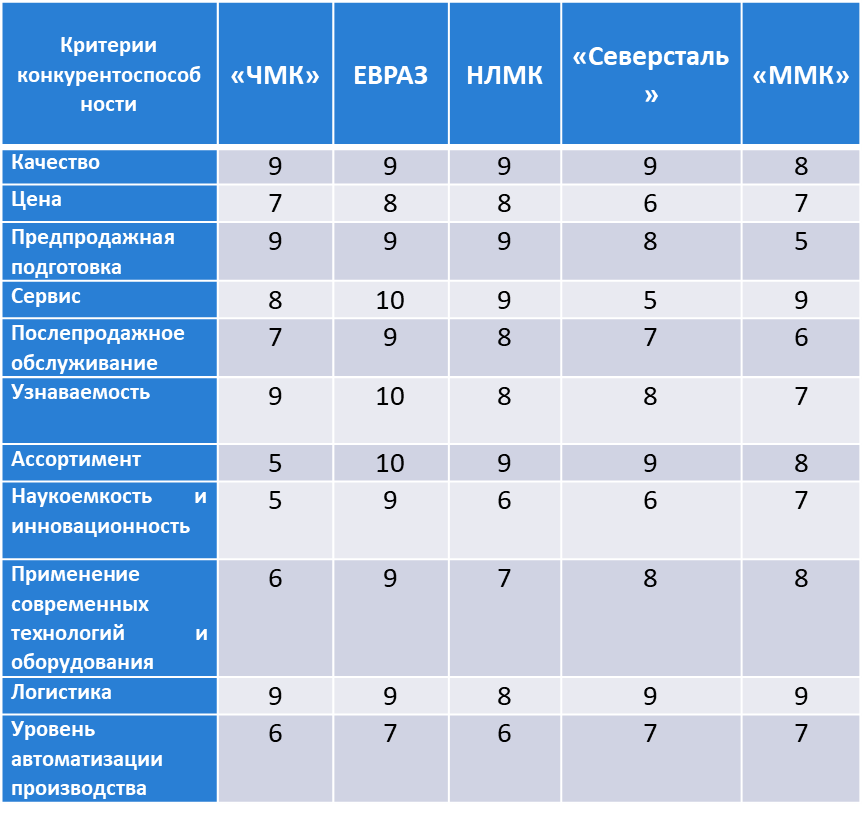 Критерии
конкурентоспособ
ности
«ЧМК»
ЕВРАЗ
НЛМК
«Северсталь
»
«ММК»
Качество 9 9 9 9 8
Цена 7 8 8 6 7
Предпродажная 9 9 9 8 5
подготовка
Сервис 8 10 9 5 9
Послепродажное 7 9 8 7 6
обслуживание
Узнаваемость 9 10 8 8 7
Ассортимент 5 10 9 9 8
Наукоемкость и 5 9 6 6 7
инновационность
Применение 6 9 7 8 8
современных
технологий и
оборудования
Логистика 9 9 8 9 9
Уровень 6 7 6 7 7
автоматизации
производства